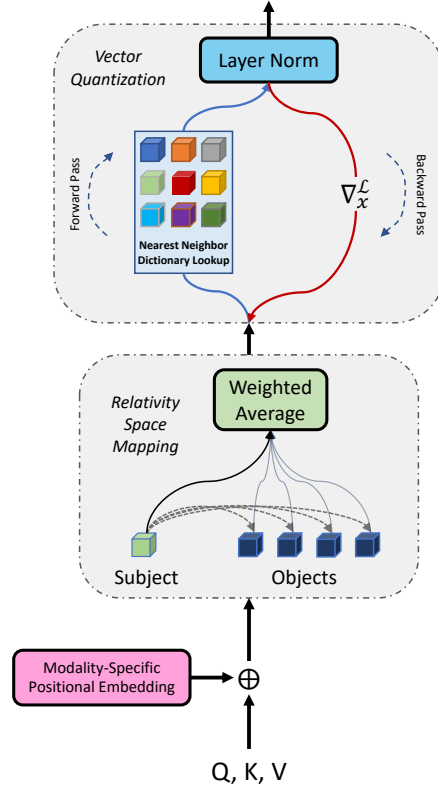 Vector
Quantization
Layer Norm
Forward Pass
Nearest Neighbor
Dictionary Lookup
∇ₓᴸ
Backward Pass
Relativity
Space
Mapping
Weighted
Average
Subject
Objects
Modality-Specific
Positional Embedding
⊕
Q, K, V